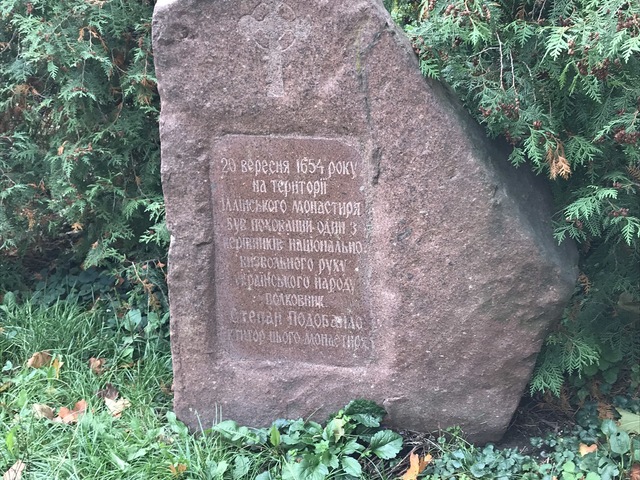 20 вересня 1654 року
на території
Іллінського монастиря
був похований один з
керівників національно
визвольного руху
українського народу
полковник
Степан Подобайло
ктитор цього монастиря